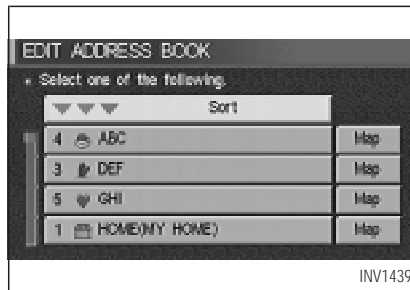 EDIT ADDRESS BOOK
Select one of the following.
Sort
4 ABC Map
3 DEF Map
5 GHI Map
1 HOME(MY HOME) Map
INV1439